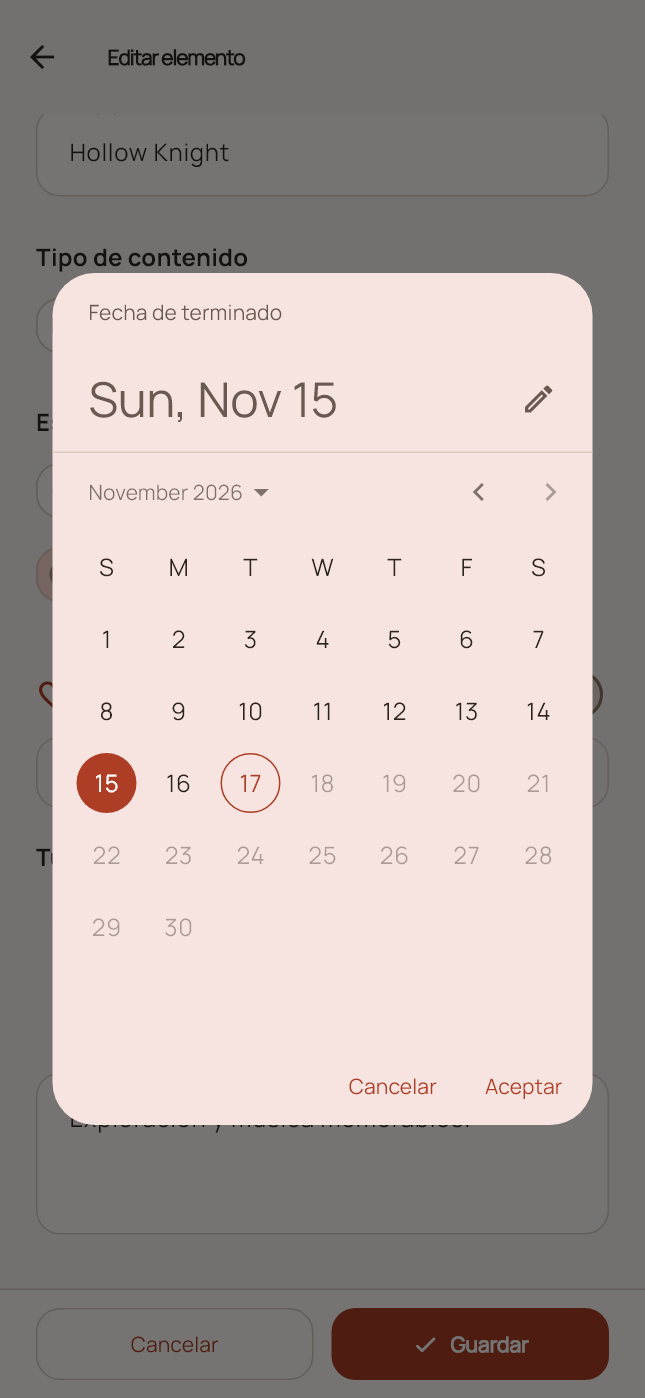 Editar elemento
Hollow Knight
Tipo de contenido
Fecha de terminado
Sun, Nov 15
November 2026
S M T W T F S
1 2 3 4 5 6 7
8 9 10 11 12 13 14
15 16 17 18 19 20 21
22 23 24 25 26 27 28
29 30
Cancelar Aceptar
Cancelar Guardar